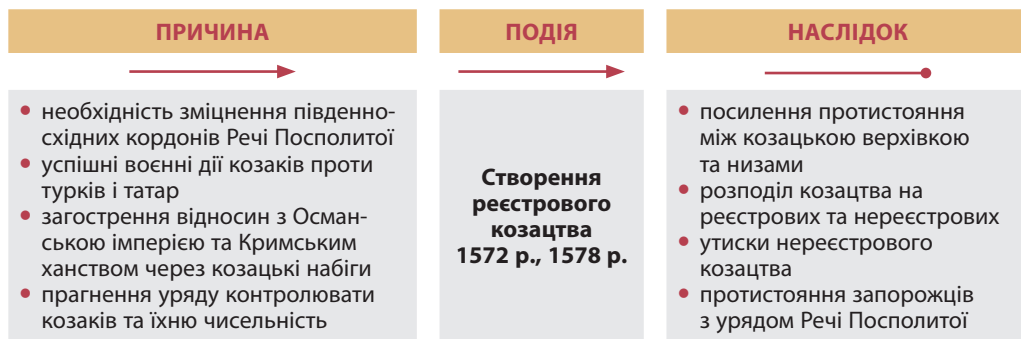 ПРИЧИНА
ПОДІЯ
НАСЛІДОК
• необхідність зміцнення південно-
східних кордонів Речі Посполитої
• успішні воєнні дії козаків проти
турків і татар
• загострення відносин з Осман-
ською імперією та Кримським
ханством через козацькі набіги
• прагнення уряду контролювати
козаків та їхню чисельність
Створення
реєстрового
козацтва
1572 р., 1578 р.
• посилення протистояння
між козацькою верхівкою
та низами
• розподіл козацтва на
реєстрових та нереєстрових
• утиски нереєстрового
козацтва
• протистояння запорожців
з урядом Речі Посполитої